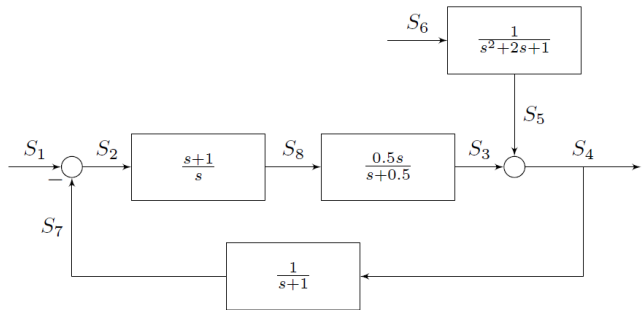 S₆
1/(s²+2s+1)
S₅
S₁
S₂
(s+1)/s
S₈
0.5s/(s+0.5)
S₃
S₄
−
S₇
1/(s+1)